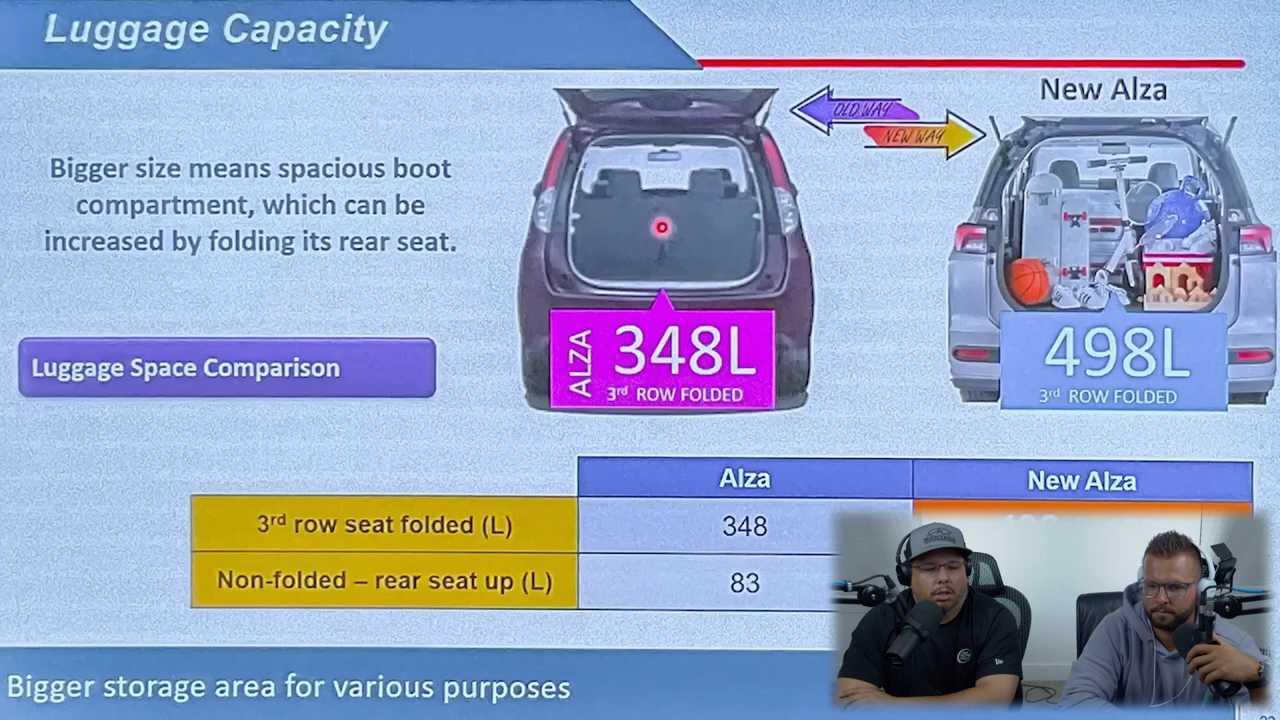 Luggage Capacity
New Alza
OLD WAY
NEW WAY
Bigger size means spacious boot
compartment, which can be
increased by folding its rear seat.
Luggage Space Comparison
ALZA
348L
3rd ROW FOLDED
498L
3rd ROW FOLDED
Alza
New Alza
3rd row seat folded (L)
348
Non-folded – rear seat up (L)
83
Bigger storage area for various purposes